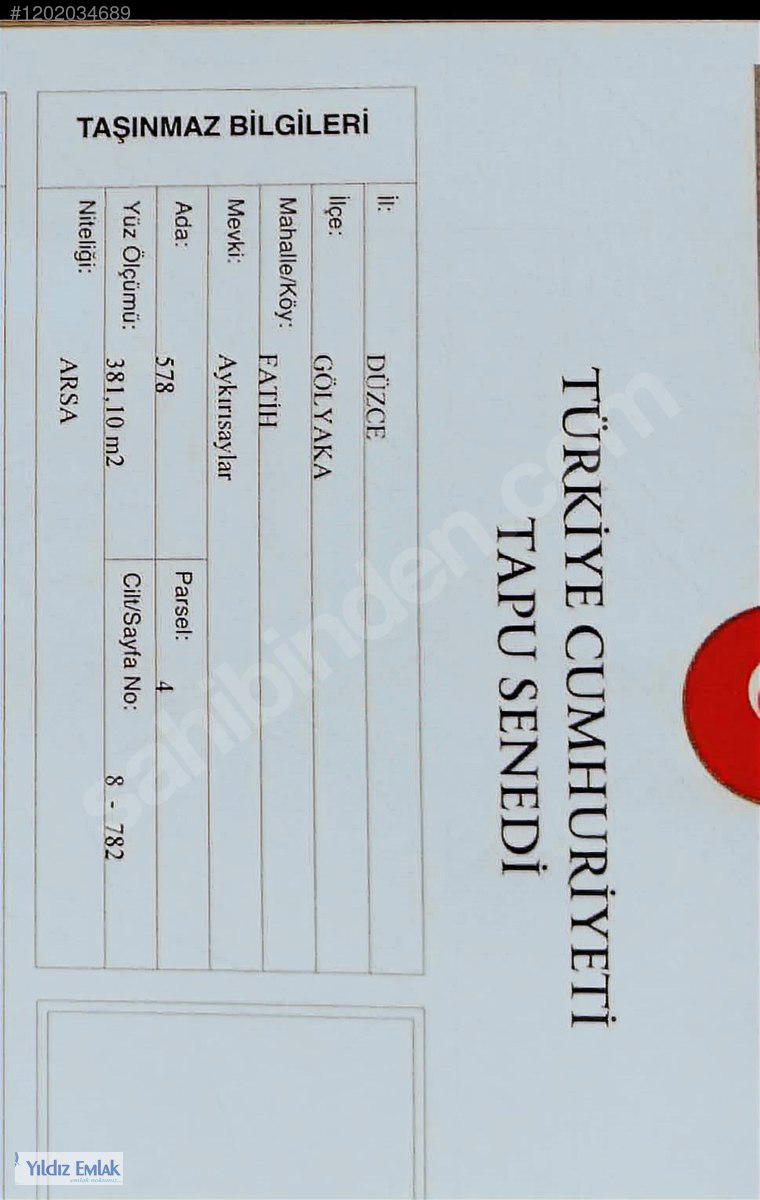 #1202034689
TÜRKİYE CUMHURİYETİ
TAPU SENEDİ
TAŞINMAZ BİLGİLERİ
İl: DÜZCE
İlçe: GÖLYAKA
Mahalle/Köy: FATİH
Mevki: Aykırısaylar
Ada: 578 Parsel: 4
Yüz Ölçümü: 381,10 m2 Cilt/Sayfa No: 8 - 782
Niteliği: ARSA
sahibinden.com
Yıldız Emlak
emlak noktanız...